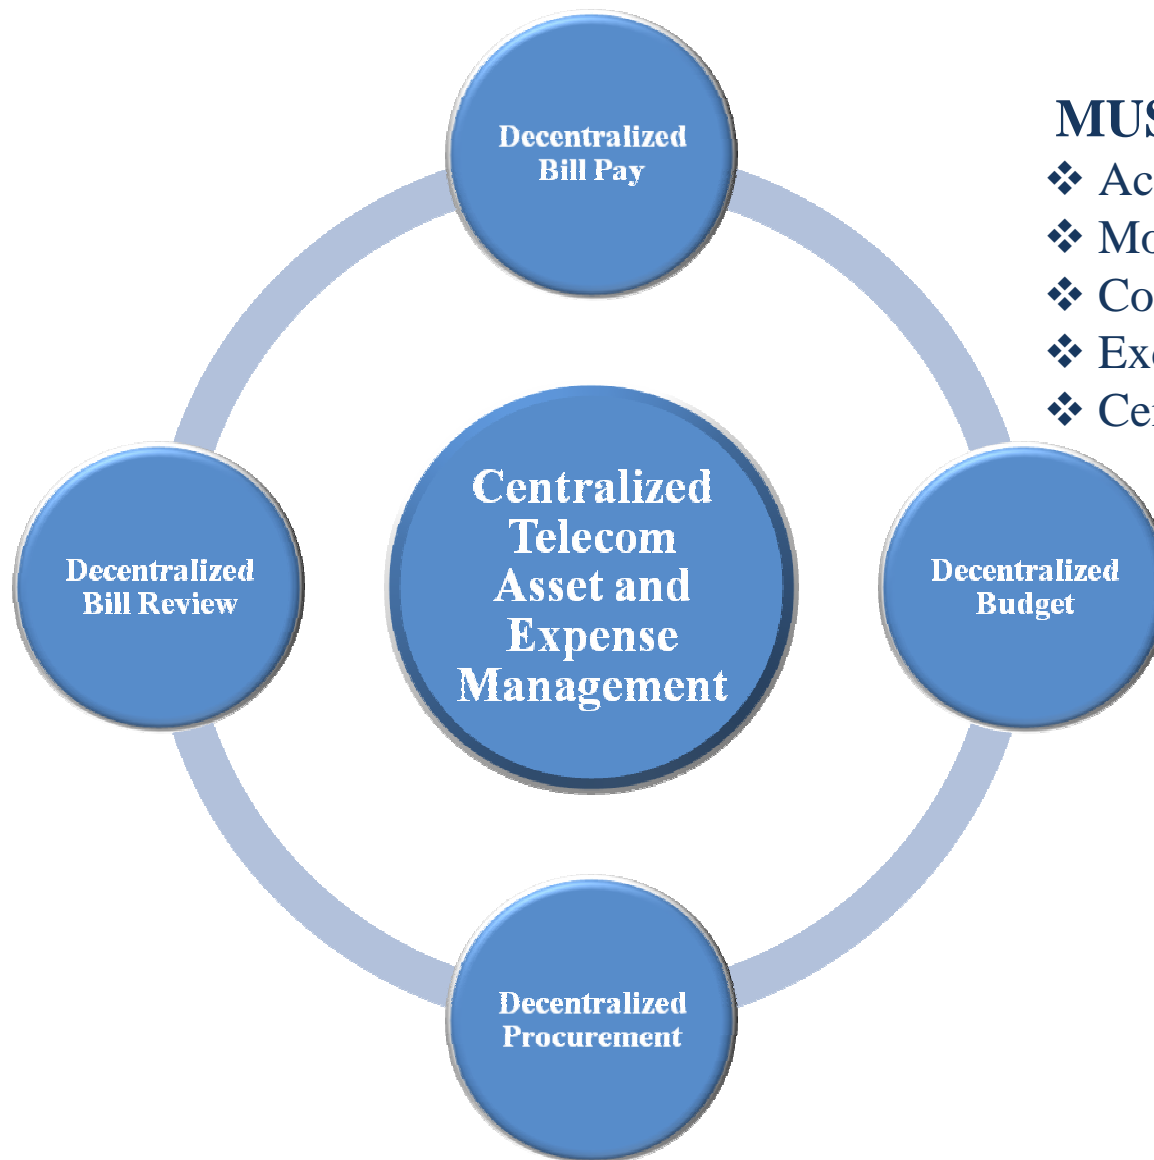 Decentralized
Bill Pay
Decentralized
Bill Review
Centralized
Telecom
Asset and
Expense
Management
Decentralized
Budget
Decentralized
Procurement